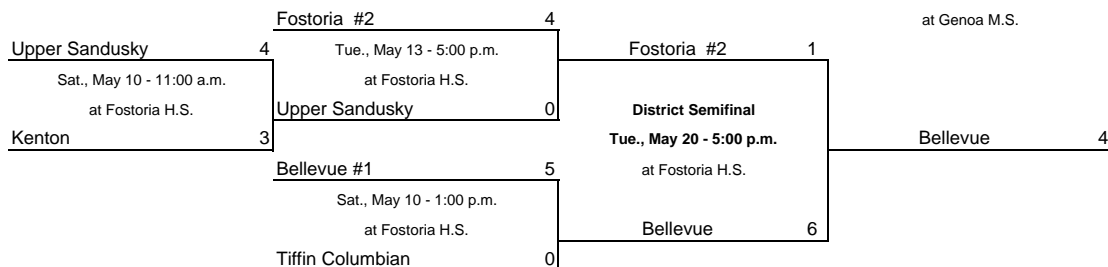 Fostoria #2 4
at Genoa M.S.
Upper Sandusky 4
Tue., May 13 - 5:00 p.m.
Fostoria #2 1
Sat., May 10 - 11:00 a.m.
at Fostoria H.S.
at Fostoria H.S.
Upper Sandusky 0
District Semifinal
Kenton 3
Tue., May 20 - 5:00 p.m.
Bellevue 4
Bellevue #1 5
at Fostoria H.S.
Sat., May 10 - 1:00 p.m.
at Fostoria H.S.
Bellevue 6
Tiffin Columbian 0